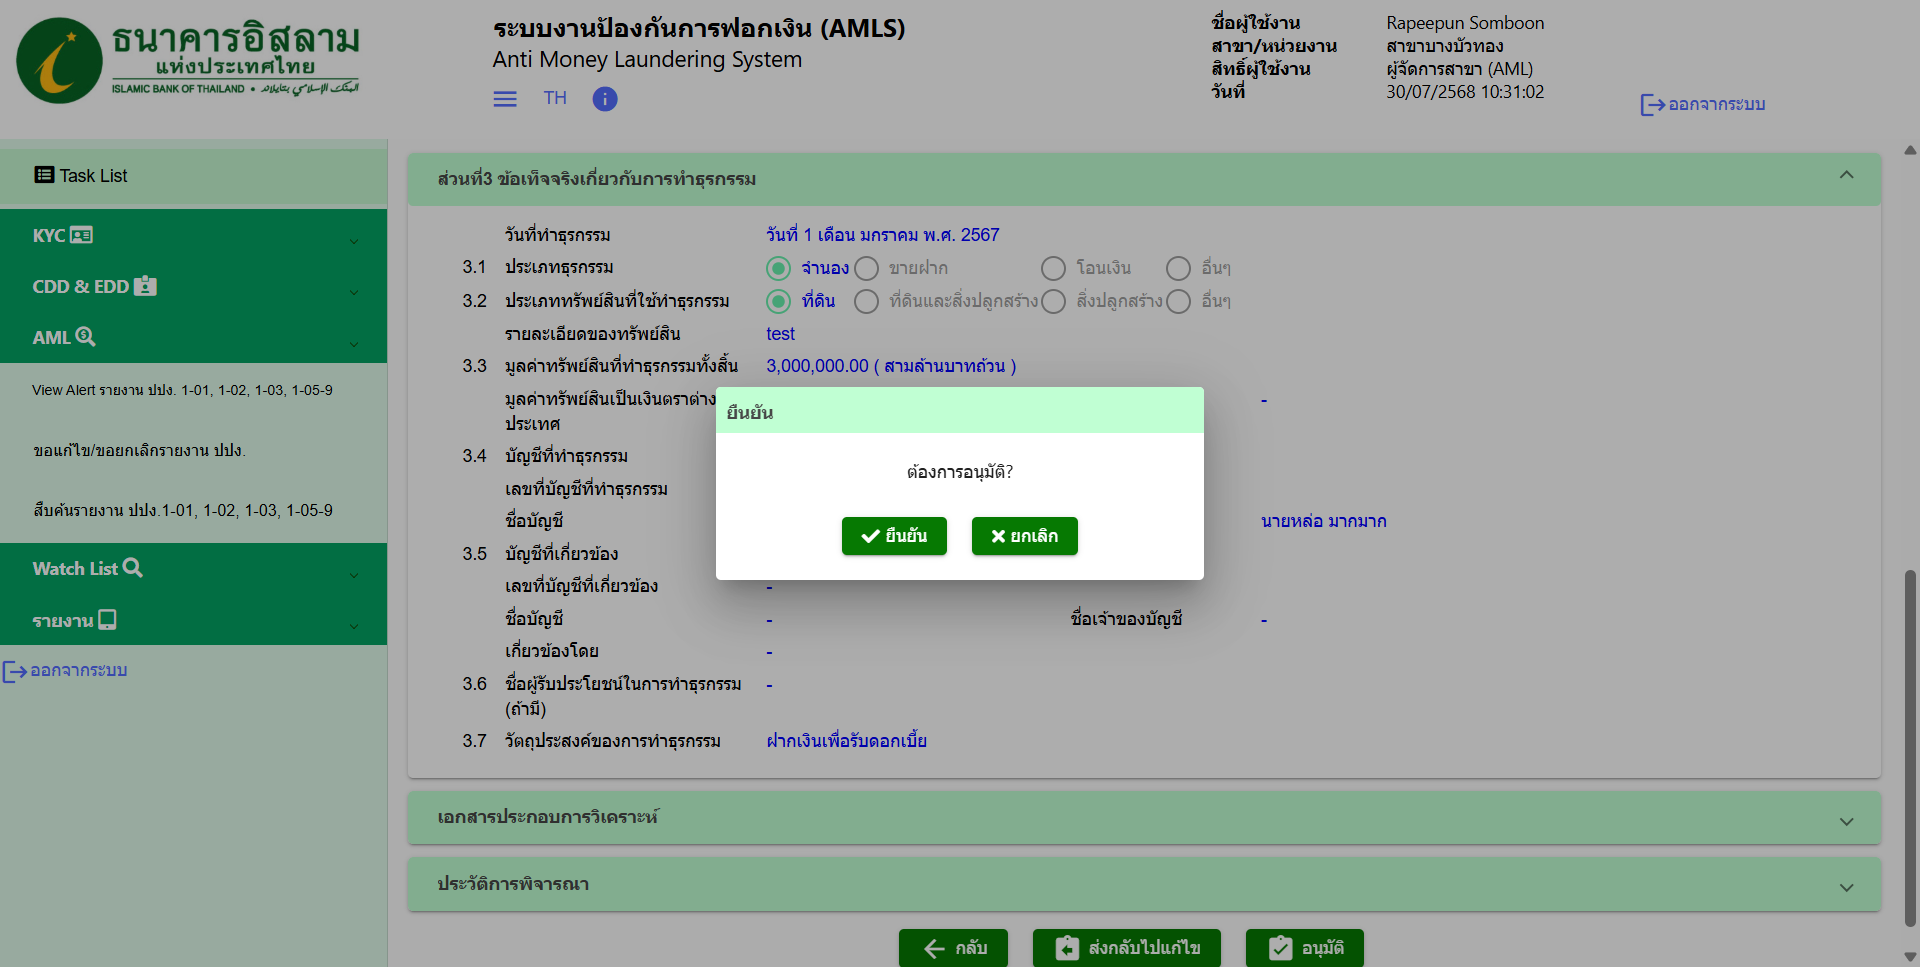 ธนาคารอิสลาม
แห่งประเทศไทย
ISLAMIC BANK OF THAILAND • بنك الإسلامي بتايلاند
ระบบงานป้องกันการฟอกเงิน (AMLS)
Anti Money Laundering System
TH
ชื่อผู้ใช้งาน Rapeepun Somboon
สาขา/หน่วยงาน สาขาบางบัวทอง
สิทธิ์ผู้ใช้งาน ผู้จัดการสาขา (AML)
วันที่ 30/07/2568 10:31:02
ออกจากระบบ
Task List
KYC
CDD & EDD
AML
View Alert รายงาน ปปง. 1-01, 1-02, 1-03, 1-05-9
ขอแก้ไข/ขอยกเลิกรายงาน ปปง.
สืบค้นรายงาน ปปง.1-01, 1-02, 1-03, 1-05-9
Watch List
รายงาน
ออกจากระบบ
ส่วนที่3 ข้อเท็จจริงเกี่ยวกับการทำธุรกรรม
วันที่ทำธุรกรรม วันที่ 1 เดือน มกราคม พ.ศ. 2567
3.1 ประเภทธุรกรรม จำนอง ขายฝาก โอนเงิน อื่นๆ
3.2 ประเภททรัพย์สินที่ใช้ทำธุรกรรม ที่ดิน ที่ดินและสิ่งปลูกสร้าง สิ่งปลูกสร้าง อื่นๆ
รายละเอียดของทรัพย์สิน test
3.3 มูลค่าทรัพย์สินที่ทำธุรกรรมทั้งสิ้น 3,000,000.00 ( สามล้านบาทถ้วน )
มูลค่าทรัพย์สินเป็นเงินตราต่าง -
ประเทศ
3.4 บัญชีที่ทำธุรกรรม
เลขที่บัญชีที่ทำธุรกรรม
ชื่อบัญชี นายหล่อ มากมาก
3.5 บัญชีที่เกี่ยวข้อง
เลขที่บัญชีที่เกี่ยวข้อง -
ชื่อบัญชี - ชื่อเจ้าของบัญชี -
เกี่ยวข้องโดย -
3.6 ชื่อผู้รับประโยชน์ในการทำธุรกรรม -
(ถ้ามี)
3.7 วัตถุประสงค์ของการทำธุรกรรม ฝากเงินเพื่อรับดอกเบี้ย
ยืนยัน
ต้องการอนุมัติ?
ยืนยัน ยกเลิก
เอกสารประกอบการวิเคราะห์
ประวัติการพิจารณา
กลับ ส่งกลับไปแก้ไข อนุมัติ